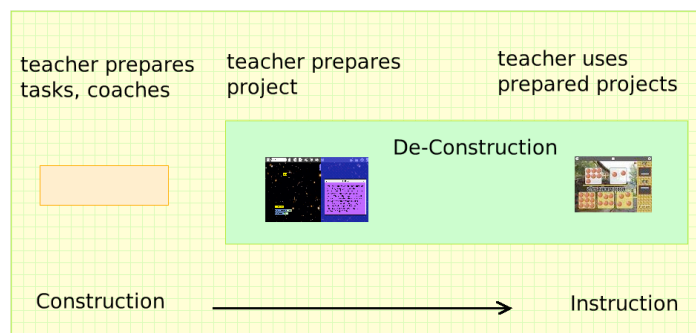 teacher prepares
tasks, coaches
teacher prepares
project
teacher uses
prepared projects
De-Construction
Construction
Instruction